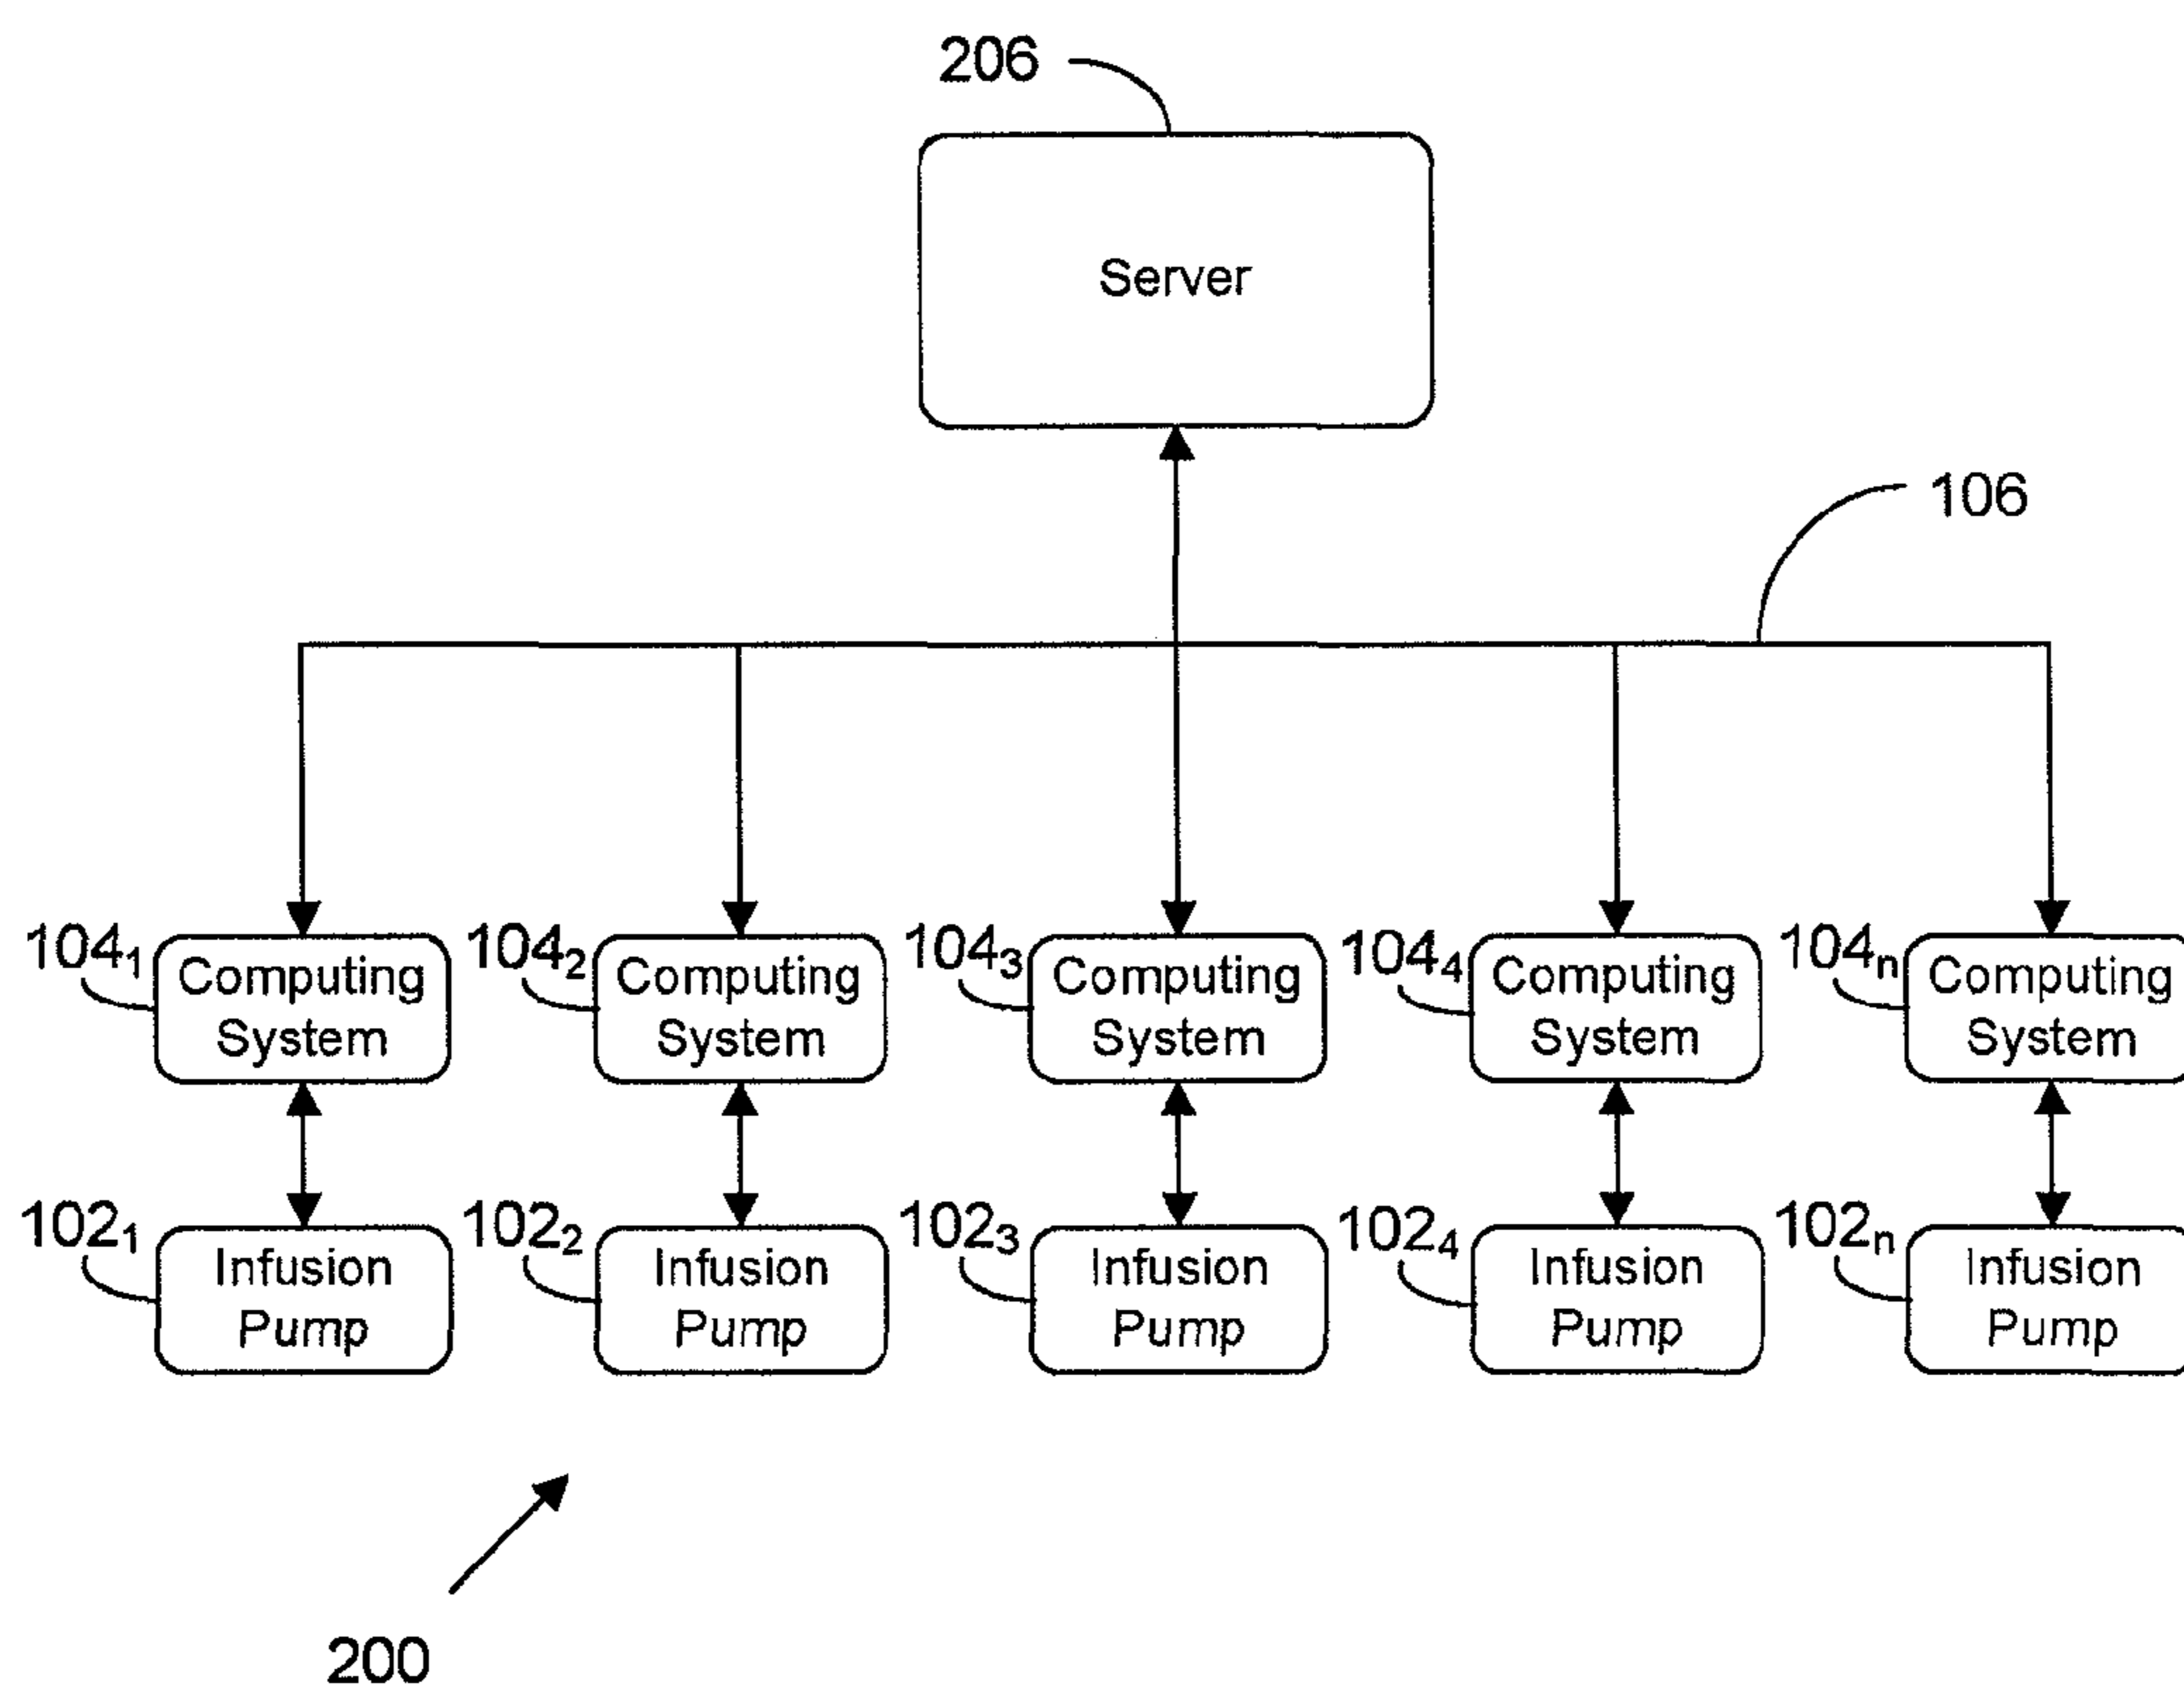 206
Server
106
104₁ Computing System
104₂ Computing System
104₃ Computing System
104₄ Computing System
104ₙ Computing System
102₁ Infusion Pump
102₂ Infusion Pump
102₃ Infusion Pump
102₄ Infusion Pump
102ₙ Infusion Pump
200